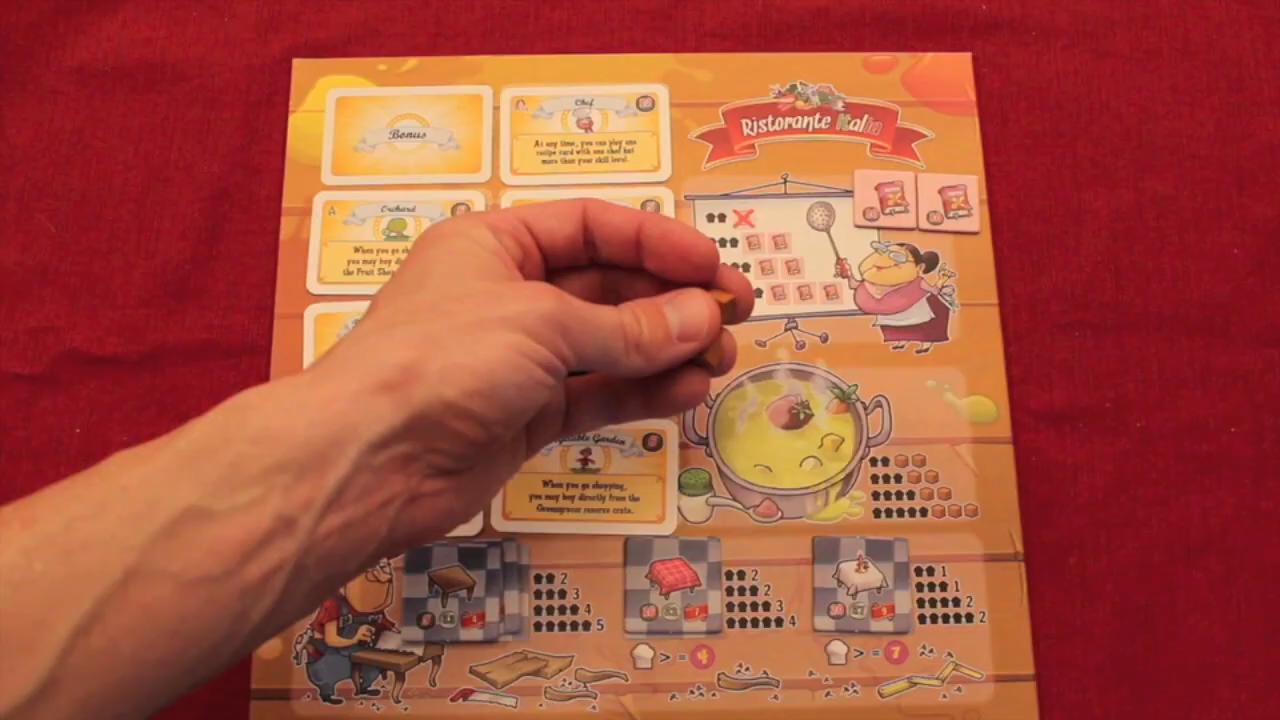 Bonus
A
Chef
At any time, you can play one
recipe card with one chef hat
more than your skill level.
Ristorante Italia
A
Orchard
When you go
you may buy
the Fruit
Garden
When you go shopping,
you may buy directly from the
Greengrocer reserve crate.
2
3
4
5
2
2
3
4
1
1
2
2
> = 4
> = 7